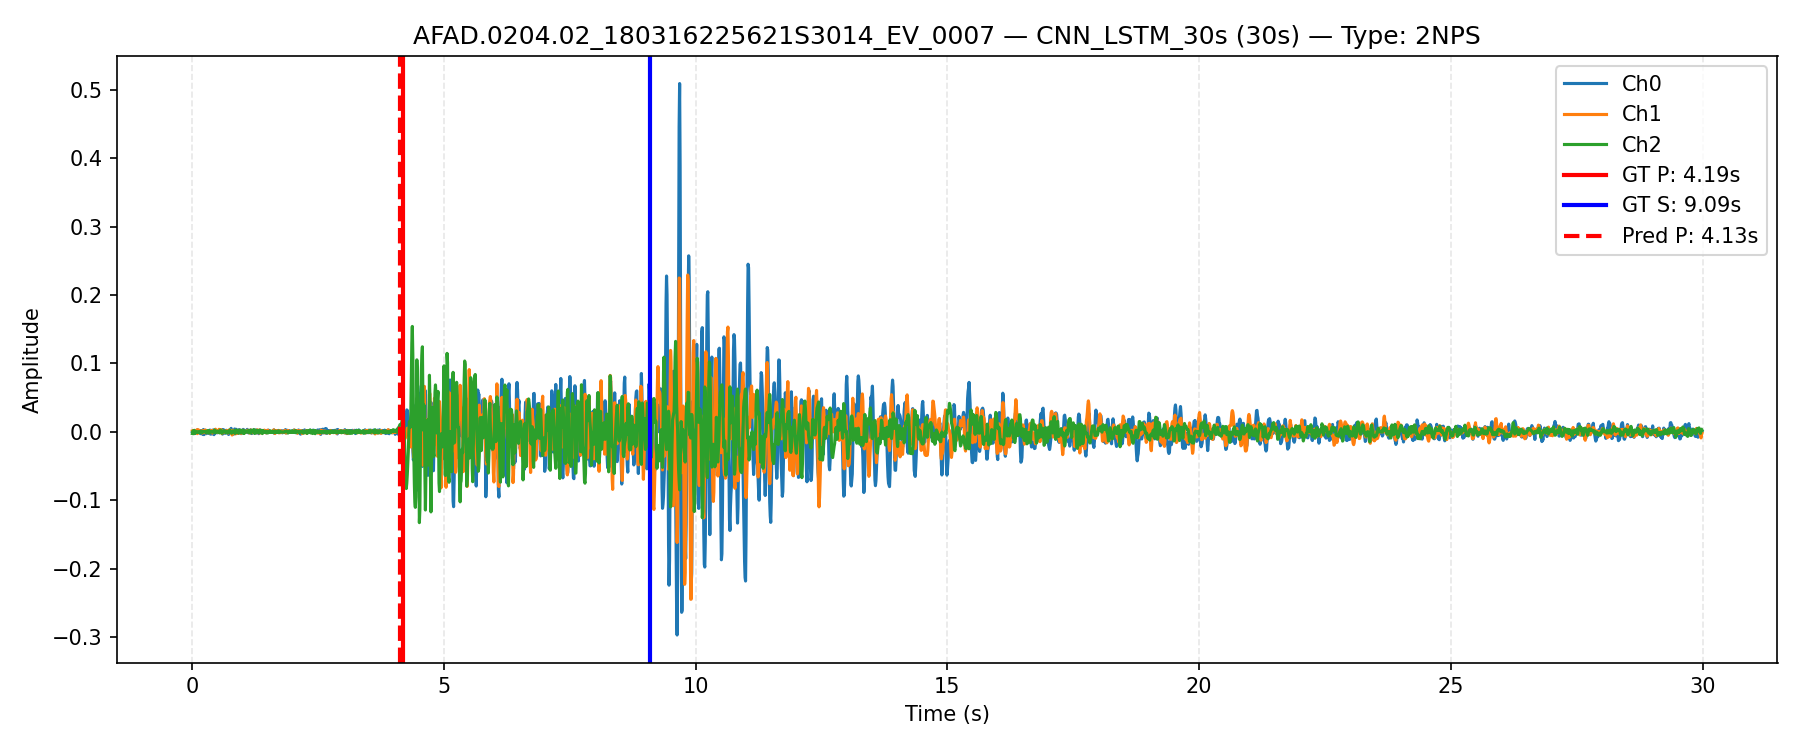 AFAD.0204.02_180316225621S3014_EV_0007 — CNN_LSTM_30s (30s) — Type: 2NPS
Ch0
Ch1
Ch2
GT P: 4.19s
GT S: 9.09s
Pred P: 4.13s
Amplitude
0.5
0.4
0.3
0.2
0.1
0.0
−0.1
−0.2
−0.3
0 5 10 15 20 25 30
Time (s)